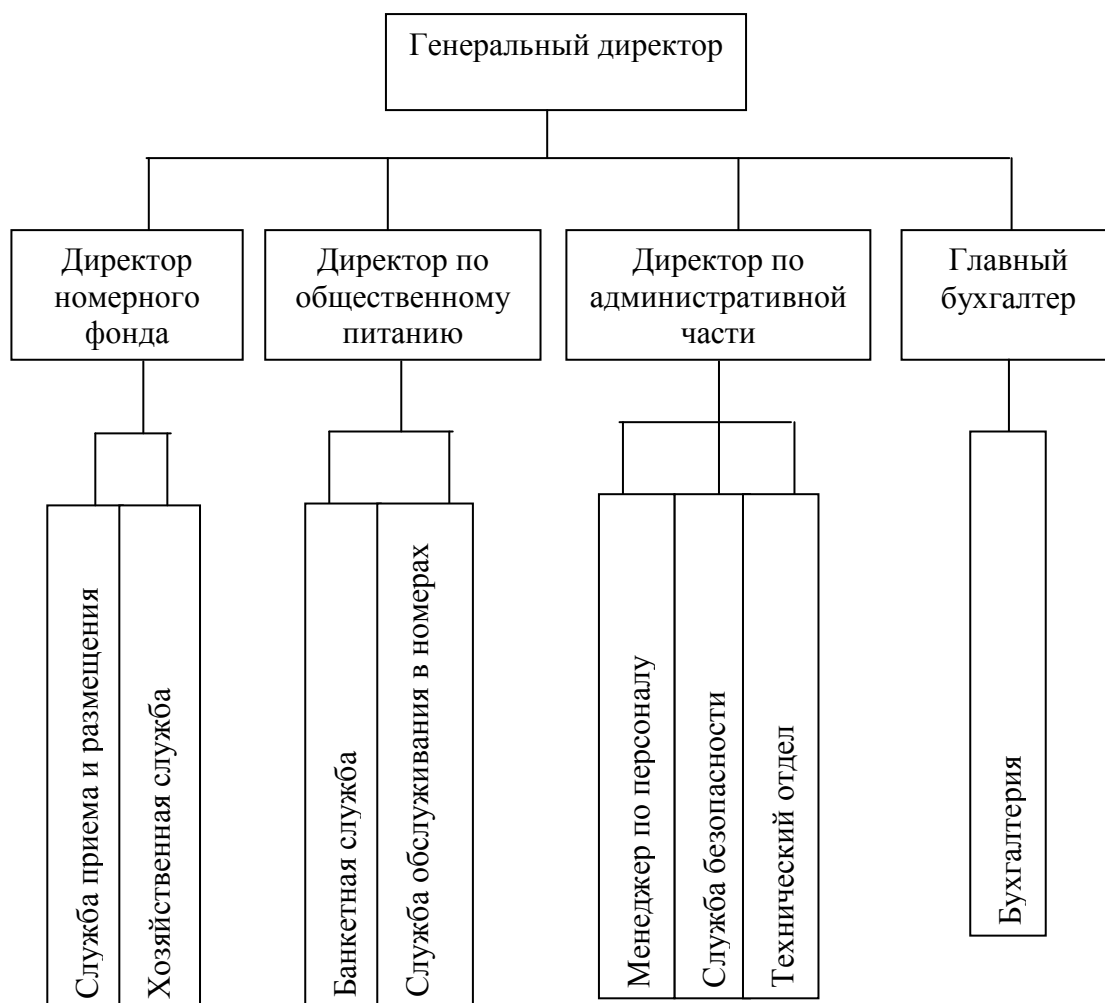 Генеральный директор
Директор
номерного
фонда
Директор по
общественному
питанию
Директор по
административной
части
Главный
бухгалтер
Служба приема и размещения
Хозяйственная служба
Банкетная служба
Служба обслуживания в номерах
Менеджер по персоналу
Служба безопасности
Технический отдел
Бухгалтерия